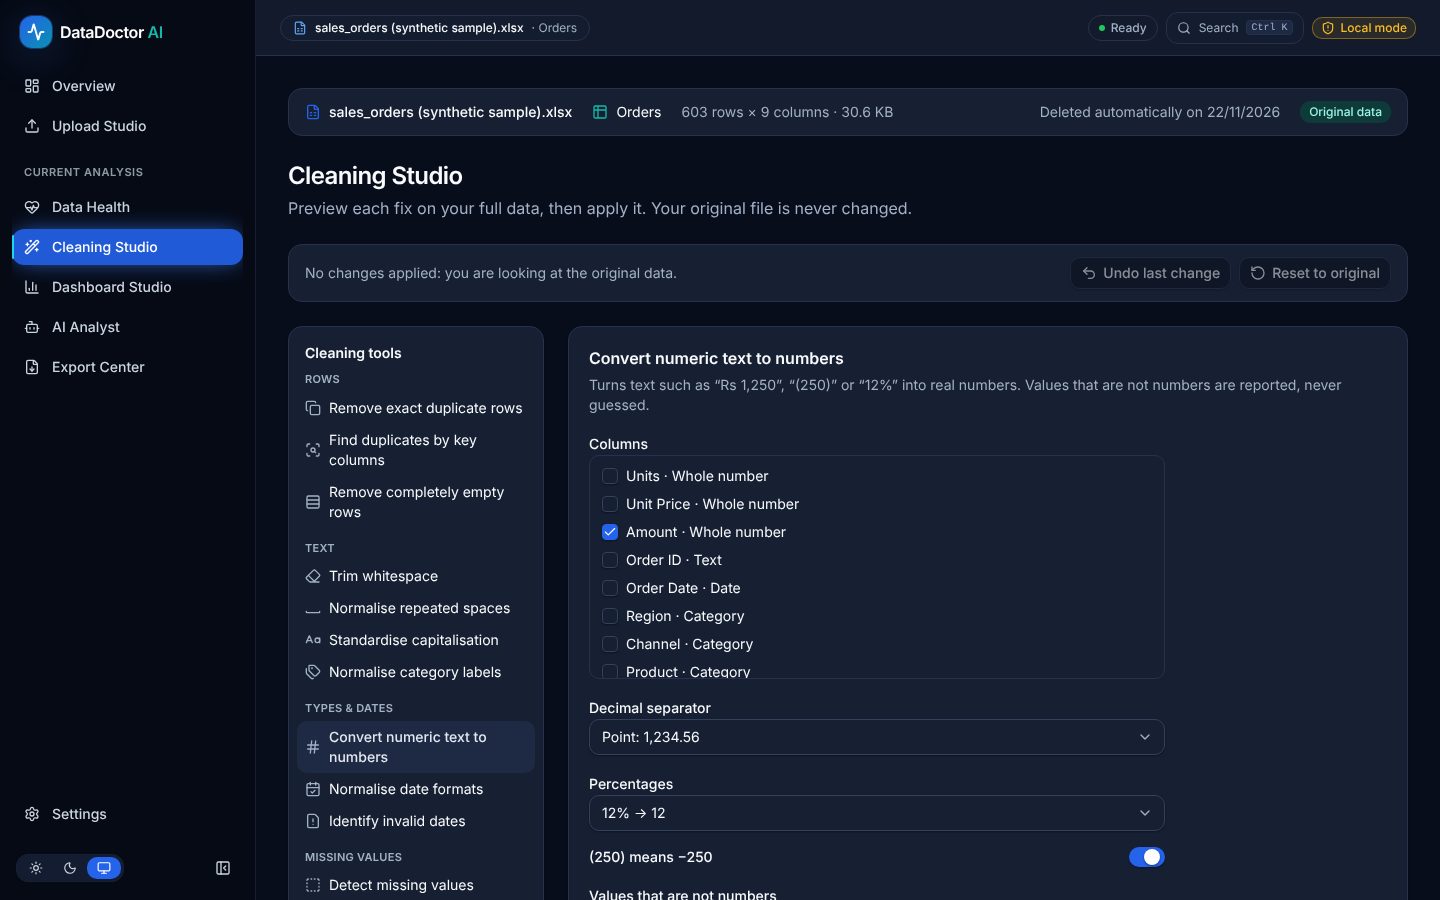 DataDoctor AI
sales_orders (synthetic sample).xlsx · Orders
Ready
Search
Ctrl K
Local mode
Overview
Upload Studio
CURRENT ANALYSIS
Data Health
Cleaning Studio
Dashboard Studio
AI Analyst
Export Center
Settings
sales_orders (synthetic sample).xlsx
Orders
603 rows × 9 columns · 30.6 KB
Deleted automatically on 22/11/2026
Original data
Cleaning Studio
Preview each fix on your full data, then apply it. Your original file is never changed.
No changes applied: you are looking at the original data.
Undo last change
Reset to original
Cleaning tools
ROWS
Remove exact duplicate rows
Find duplicates by key
columns
Remove completely empty
rows
TEXT
Trim whitespace
Normalise repeated spaces
Aa Standardise capitalisation
Normalise category labels
TYPES & DATES
Convert numeric text to
numbers
Normalise date formats
Identify invalid dates
MISSING VALUES
Detect missing values
Convert numeric text to numbers
Turns text such as “Rs 1,250”, “(250)” or “12%” into real numbers. Values that are not numbers are reported, never
guessed.
Columns
Units · Whole number
Unit Price · Whole number
Amount · Whole number
Order ID · Text
Order Date · Date
Region · Category
Channel · Category
Product · Category
Decimal separator
Point: 1,234.56
Percentages
12% → 12
(250) means −250
Values that are not numbers